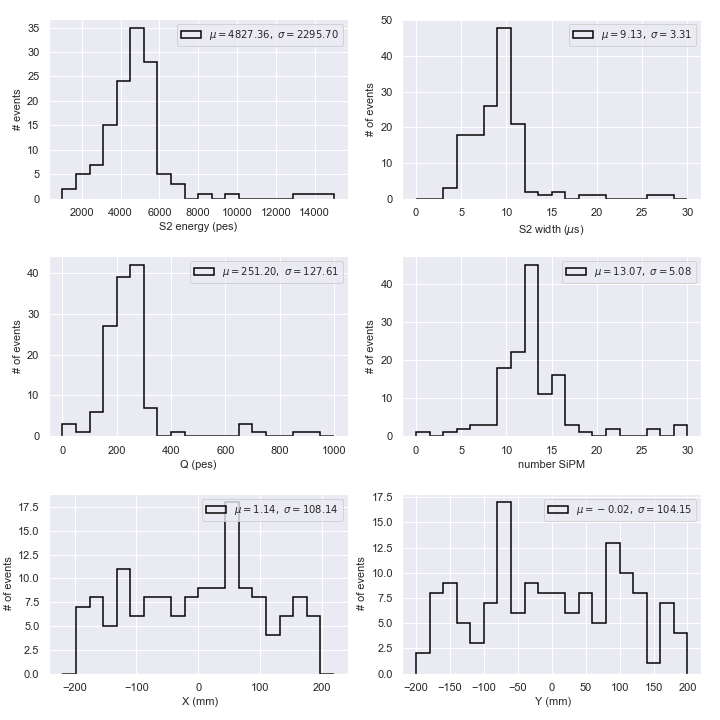 μ = 4827.36, σ = 2295.70
# events
35
30
25
20
15
10
5
0
2000 4000 6000 8000 10000 12000 14000
S2 energy (pes)
μ = 9.13, σ = 3.31
# of events
50
40
30
20
10
0
0 5 10 15 20 25 30
S2 width (μs)
μ = 251.20, σ = 127.61
# of events
40
30
20
10
0
0 200 400 600 800 1000
Q (pes)
μ = 13.07, σ = 5.08
# of events
40
30
20
10
0
0 5 10 15 20 25 30
number SiPM
μ = 1.14, σ = 108.14
# of events
17.5
15.0
12.5
10.0
7.5
5.0
2.5
0.0
−200 −100 0 100 200
X (mm)
μ = − 0.02, σ = 104.15
# of events
17.5
15.0
12.5
10.0
7.5
5.0
2.5
0.0
−200 −150 −100 −50 0 50 100 150 200
Y (mm)